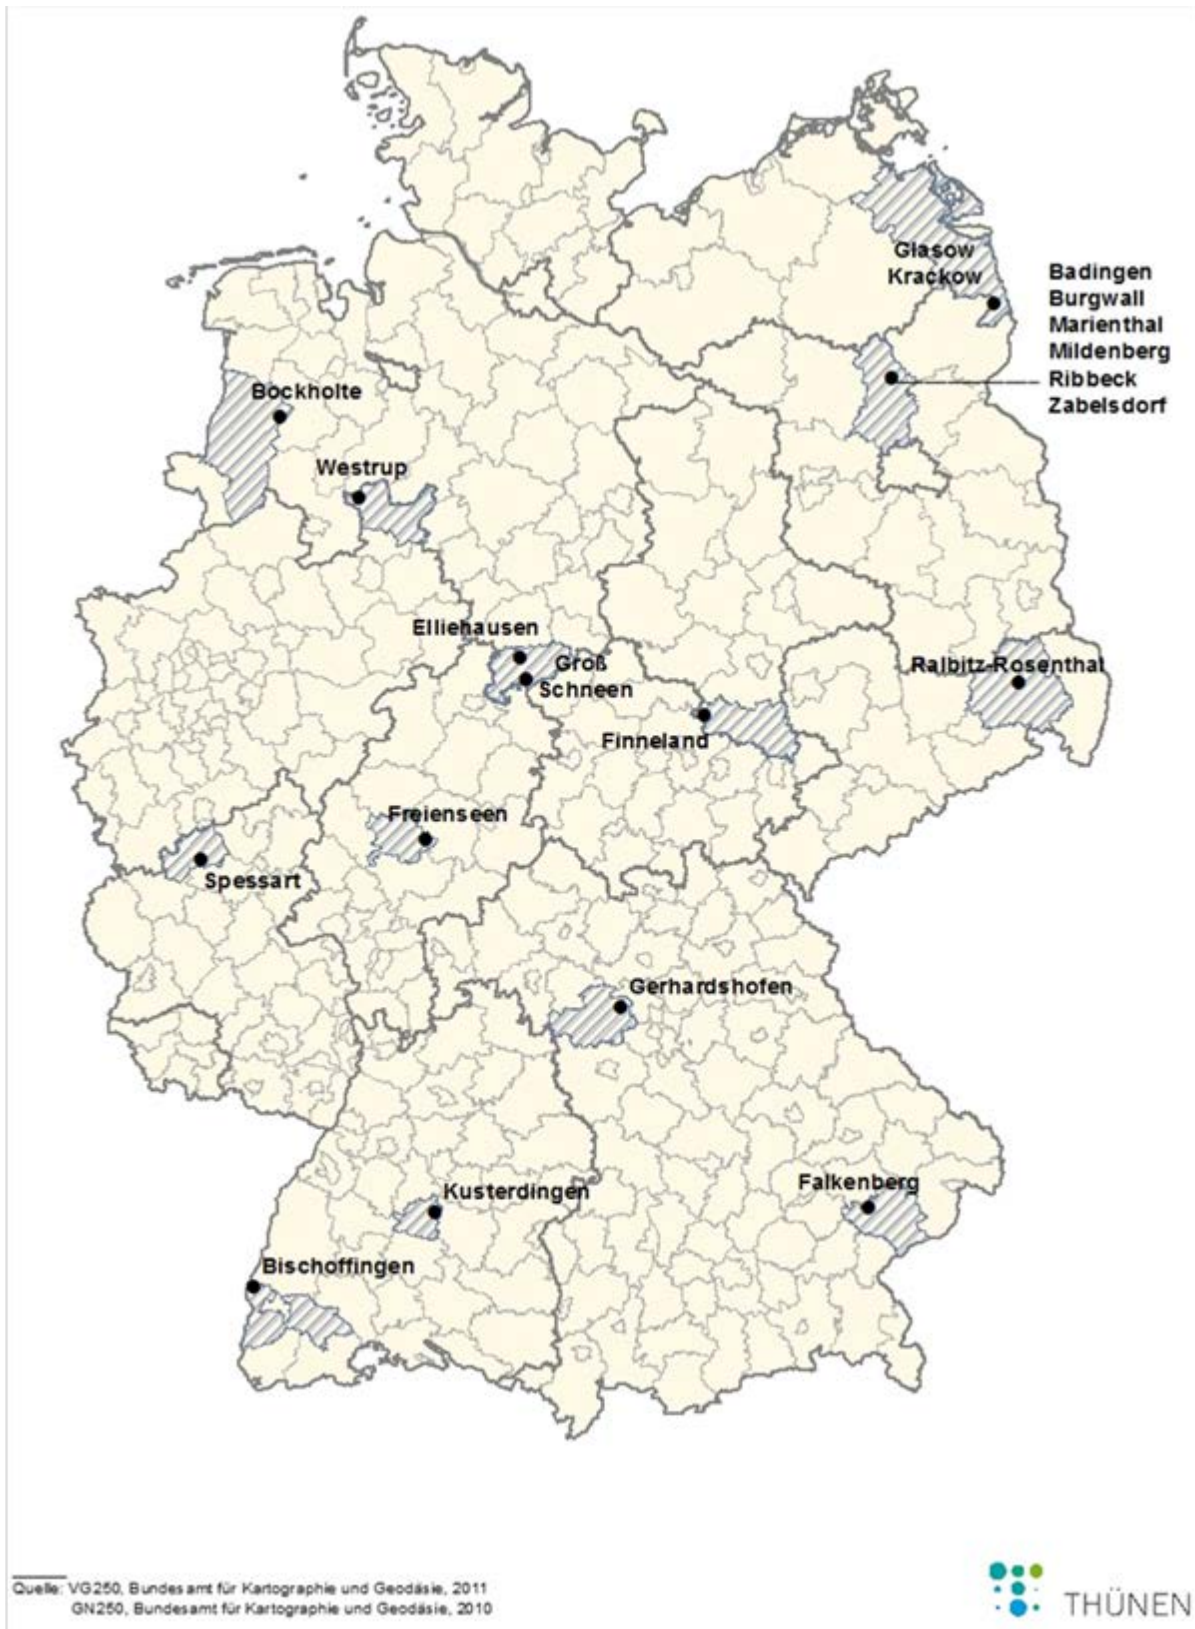 Glasow
Krackow
Badingen
Burgwall
Marienthal
Mildenberg
Ribbeck
Zabelsdorf
Bockholte
Westrup
Elliehausen
Groß
Schneen
Ralbitz-Rosenthal
Finneland
Freienseen
Spessart
Gerhardshofen
Falkenberg
Kusterdingen
Bischoffingen
Quelle: VG250, Bundesamt für Kartographie und Geodäsie, 2011
GN250, Bundesamt für Kartographie und Geodäsie, 2010
THÜNEN